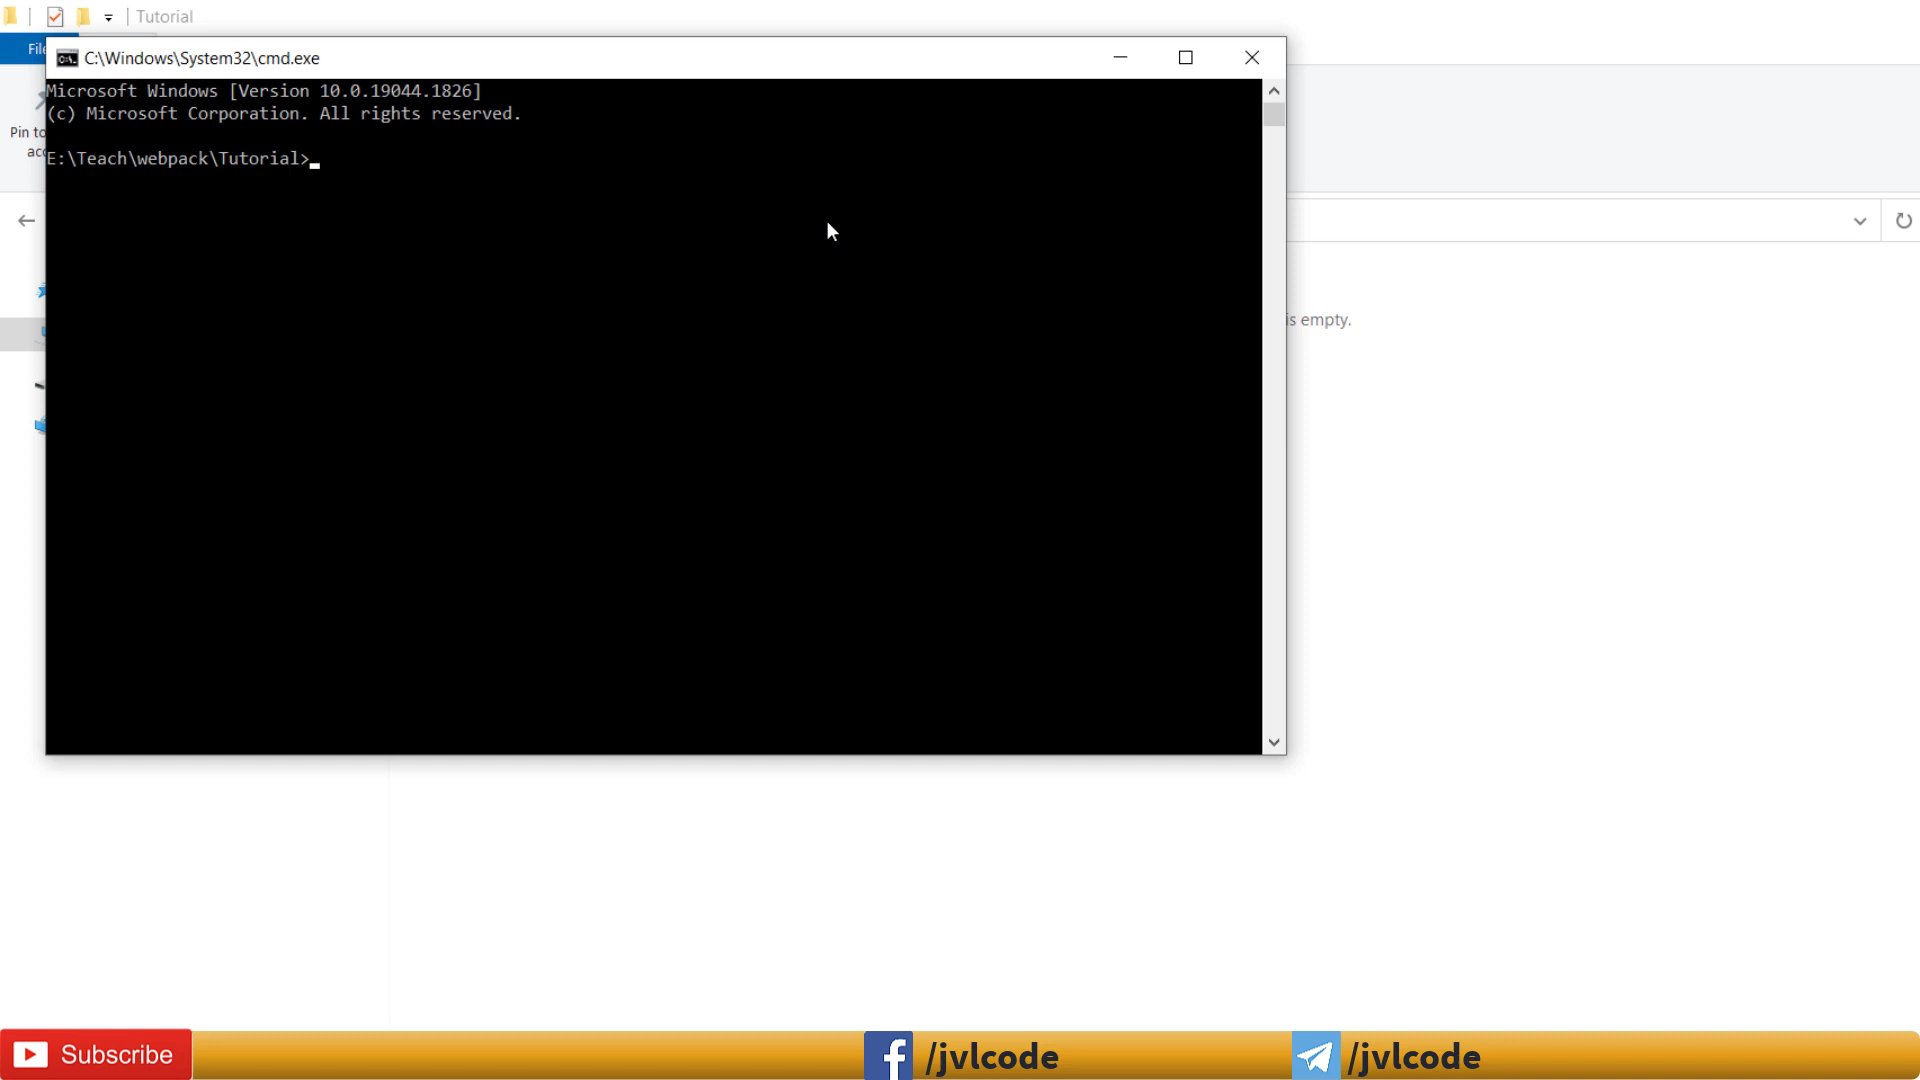 Tutorial
File
C:\Windows\System32\cmd.exe
Microsoft Windows [Version 10.0.19044.1826]
(c) Microsoft Corporation. All rights reserved.
Pin to
E:\Teach\webpack\Tutorial>
is empty.
Subscribe
/jvlcode
/jvlcode